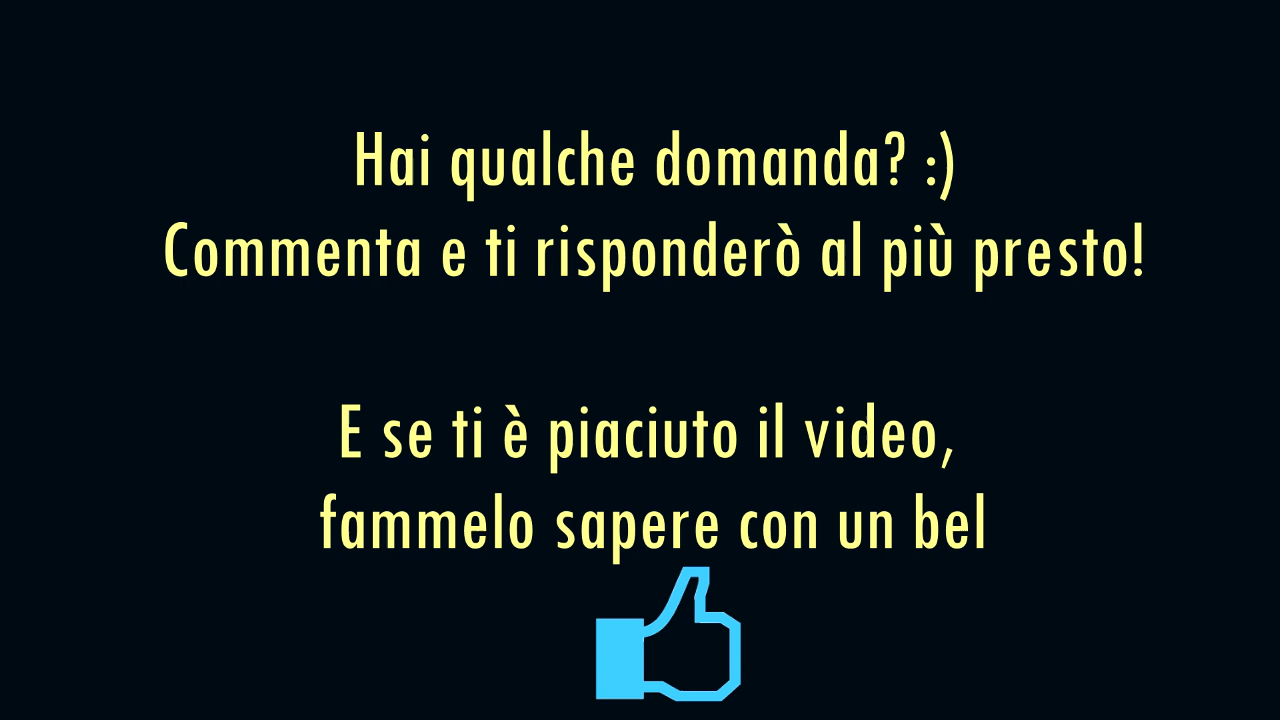 Hai qualche domanda? :)
Commenta e ti risponderò al più presto!
E se ti è piaciuto il video,
fammelo sapere con un bel